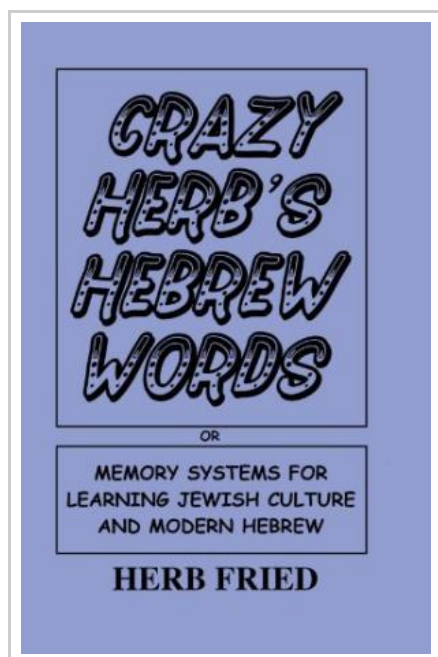 CRAZY
HERB'S
HEBREW
WORDS
OR
MEMORY SYSTEMS FOR
LEARNING JEWISH CULTURE
AND MODERN HEBREW
HERB FRIED